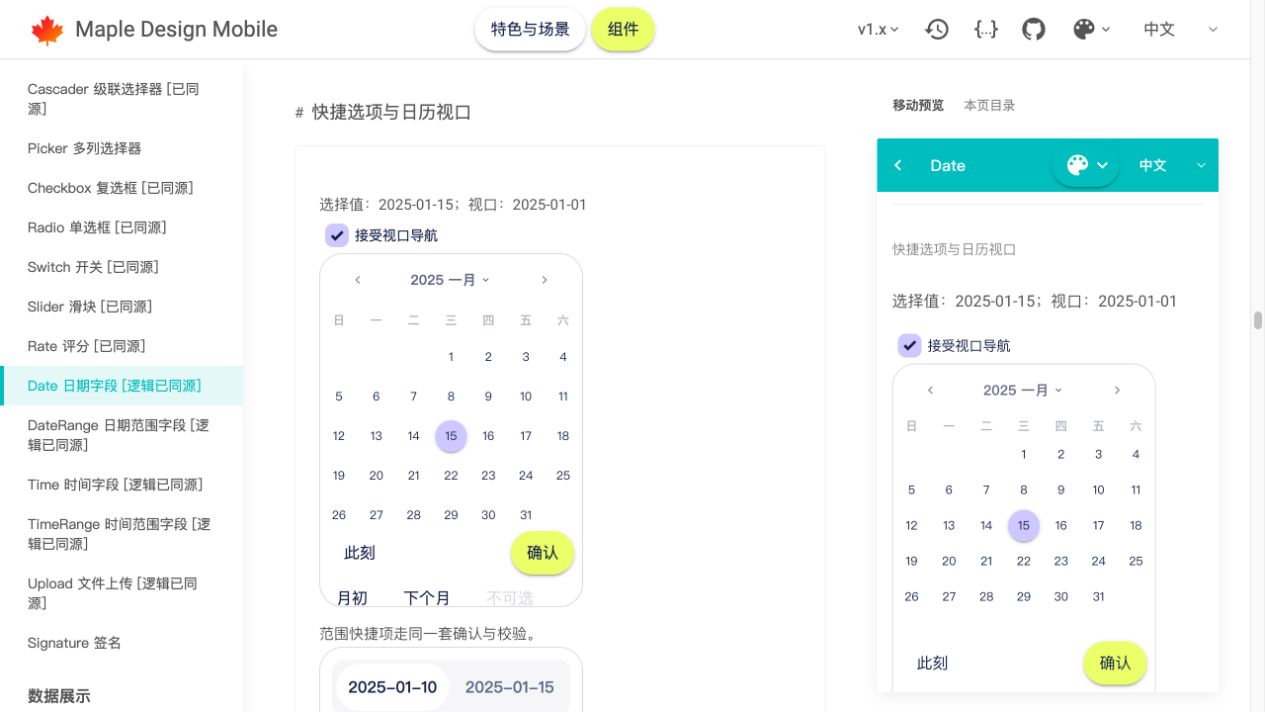 Maple Design Mobile
特色与场景 组件
v1.x
中文
Cascader 级联选择器 [已同
源]
Picker 多列选择器
Checkbox 复选框 [已同源]
Radio 单选框 [已同源]
Switch 开关 [已同源]
Slider 滑块 [已同源]
Rate 评分 [已同源]
Date 日期字段 [逻辑已同源]
DateRange 日期范围字段 [逻
辑已同源]
Time 时间字段 [逻辑已同源]
TimeRange 时间范围字段 [逻
辑已同源]
Upload 文件上传 [逻辑已同
源]
Signature 签名
数据展示
# 快捷选项与日历视口
选择值：2025-01-15；视口：2025-01-01
接受视口导航
2025 一月
日 一 二 三 四 五 六
1 2 3 4
5 6 7 8 9 10 11
12 13 14 15 16 17 18
19 20 21 22 23 24 25
26 27 28 29 30 31
此刻 确认
月初 下个月 不可选
范围快捷项走同一套确认与校验。
2025-01-10 2025-01-15
移动预览 本页目录
Date 中文
快捷选项与日历视口
选择值：2025-01-15；视口：2025-01-01
接受视口导航
2025 一月
日 一 二 三 四 五 六
1 2 3 4
5 6 7 8 9 10 11
12 13 14 15 16 17 18
19 20 21 22 23 24 25
26 27 28 29 30 31
此刻 确认